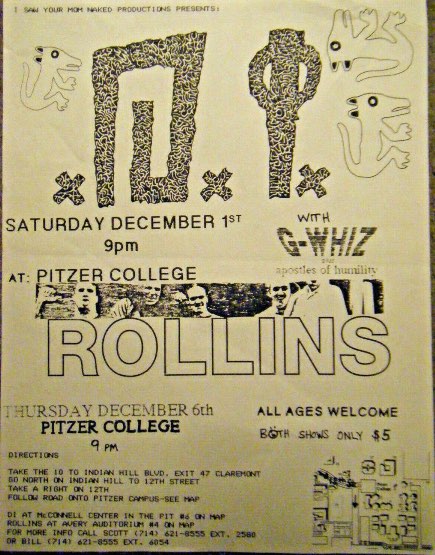 I SAW YOUR MOM NAKED PRODUCTIONS PRESENTS:
SATURDAY DECEMBER 1ST
9pm
WITH
G-WHIZ
apostles of humility
AT: PITZER COLLEGE
ROLLINS
THURSDAY DECEMBER 6th
PITZER COLLEGE
9 PM
ALL AGES WELCOME
BOTH SHOWS ONLY $5
DIRECTIONS
TAKE THE 10 TO INDIAN HILL BLVD. EXIT 47 CLAREMONT
GO NORTH ON INDIAN HILL TO 12TH STREET
TAKE A RIGHT ON 12TH
FOLLOW ROAD ONTO PITZER CAMPUS-SEE MAP
DI AT McCONNELL CENTER IN THE PIT #6 ON MAP
ROLLINS AT AVERY AUDITORIUM #4 ON MAP
FOR MORE INFO CALL SCOTT (714) 621-8555 EXT. 2580
OR BILL (714) 621-8555 EXT. 6854